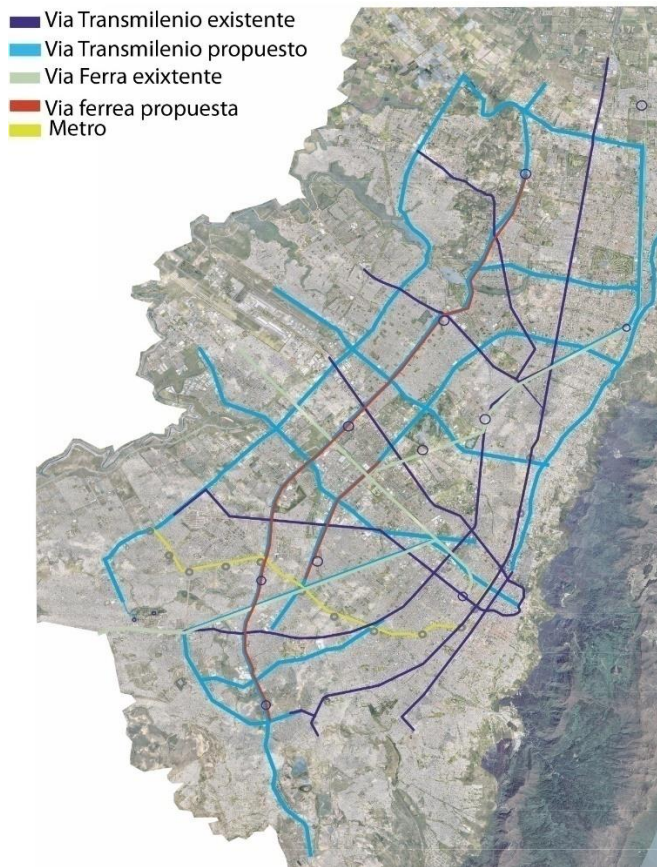 Via Transmilenio existente
Via Transmilenio propuesto
Via Ferra exixtente
Via ferrea propuesta
Metro